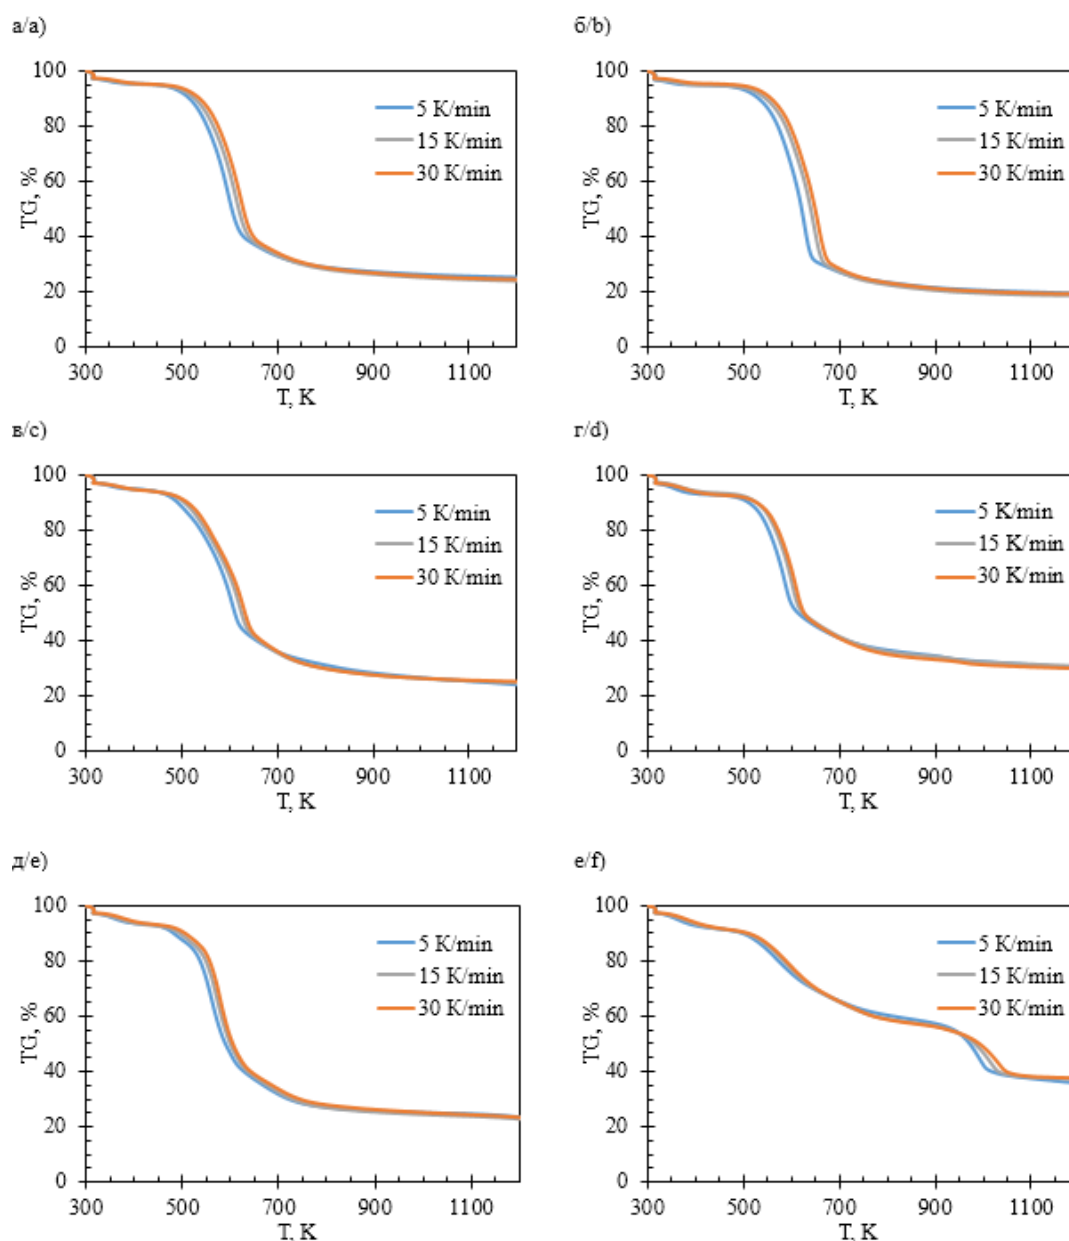 а/a)
100
80
60
40
20
0
TG, %
5 K/min
15 K/min
30 K/min
300 500 700 900 1100
T, K
б/b)
100
80
60
40
20
0
TG, %
5 K/min
15 K/min
30 K/min
300 500 700 900 1100
T, K
в/c)
100
80
60
40
20
0
TG, %
5 K/min
15 K/min
30 K/min
300 500 700 900 1100
T, K
г/d)
100
80
60
40
20
0
TG, %
5 K/min
15 K/min
30 K/min
300 500 700 900 1100
T, K
д/e)
100
80
60
40
20
0
TG, %
5 K/min
15 K/min
30 K/min
300 500 700 900 1100
T, K
е/f)
100
80
60
40
20
0
TG, %
5 K/min
15 K/min
30 K/min
300 500 700 900 1100
T, K